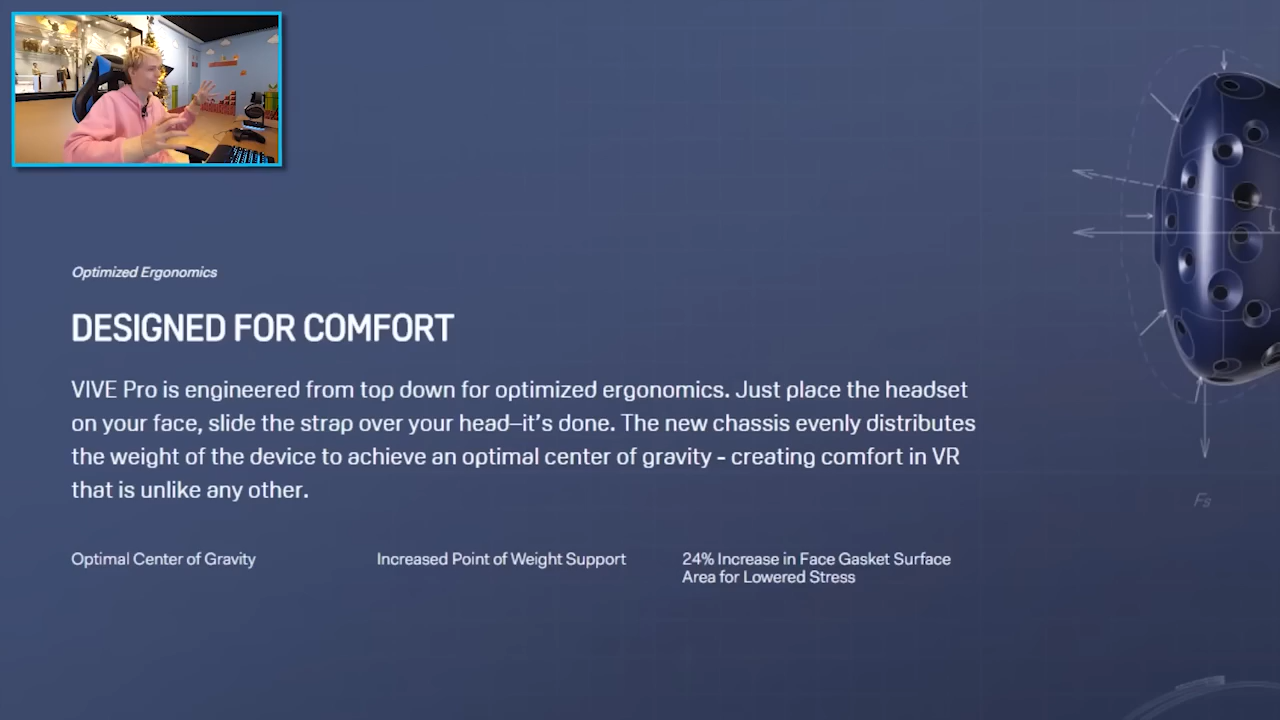 Optimized Ergonomics
DESIGNED FOR COMFORT
VIVE Pro is engineered from top down for optimized ergonomics. Just place the headset
on your face, slide the strap over your head–it's done. The new chassis evenly distributes
the weight of the device to achieve an optimal center of gravity - creating comfort in VR
that is unlike any other.
Optimal Center of Gravity
Increased Point of Weight Support
24% Increase in Face Gasket Surface
Area for Lowered Stress